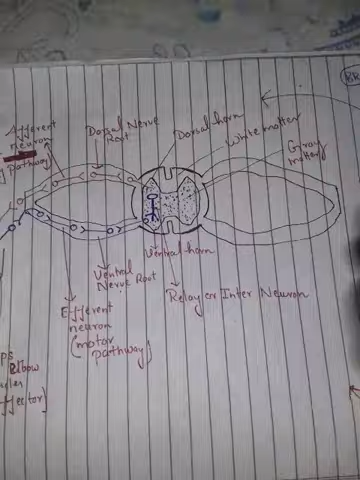 Afferent
neuron
pathway)
Dorsal Nerve
Root
Dorsal horn
White matter
Gray
matter
Ventral horn
Ventral
Nerve Root
Relay or Inter Neuron
Efferent
neuron
(motor
pathway)
Elbow